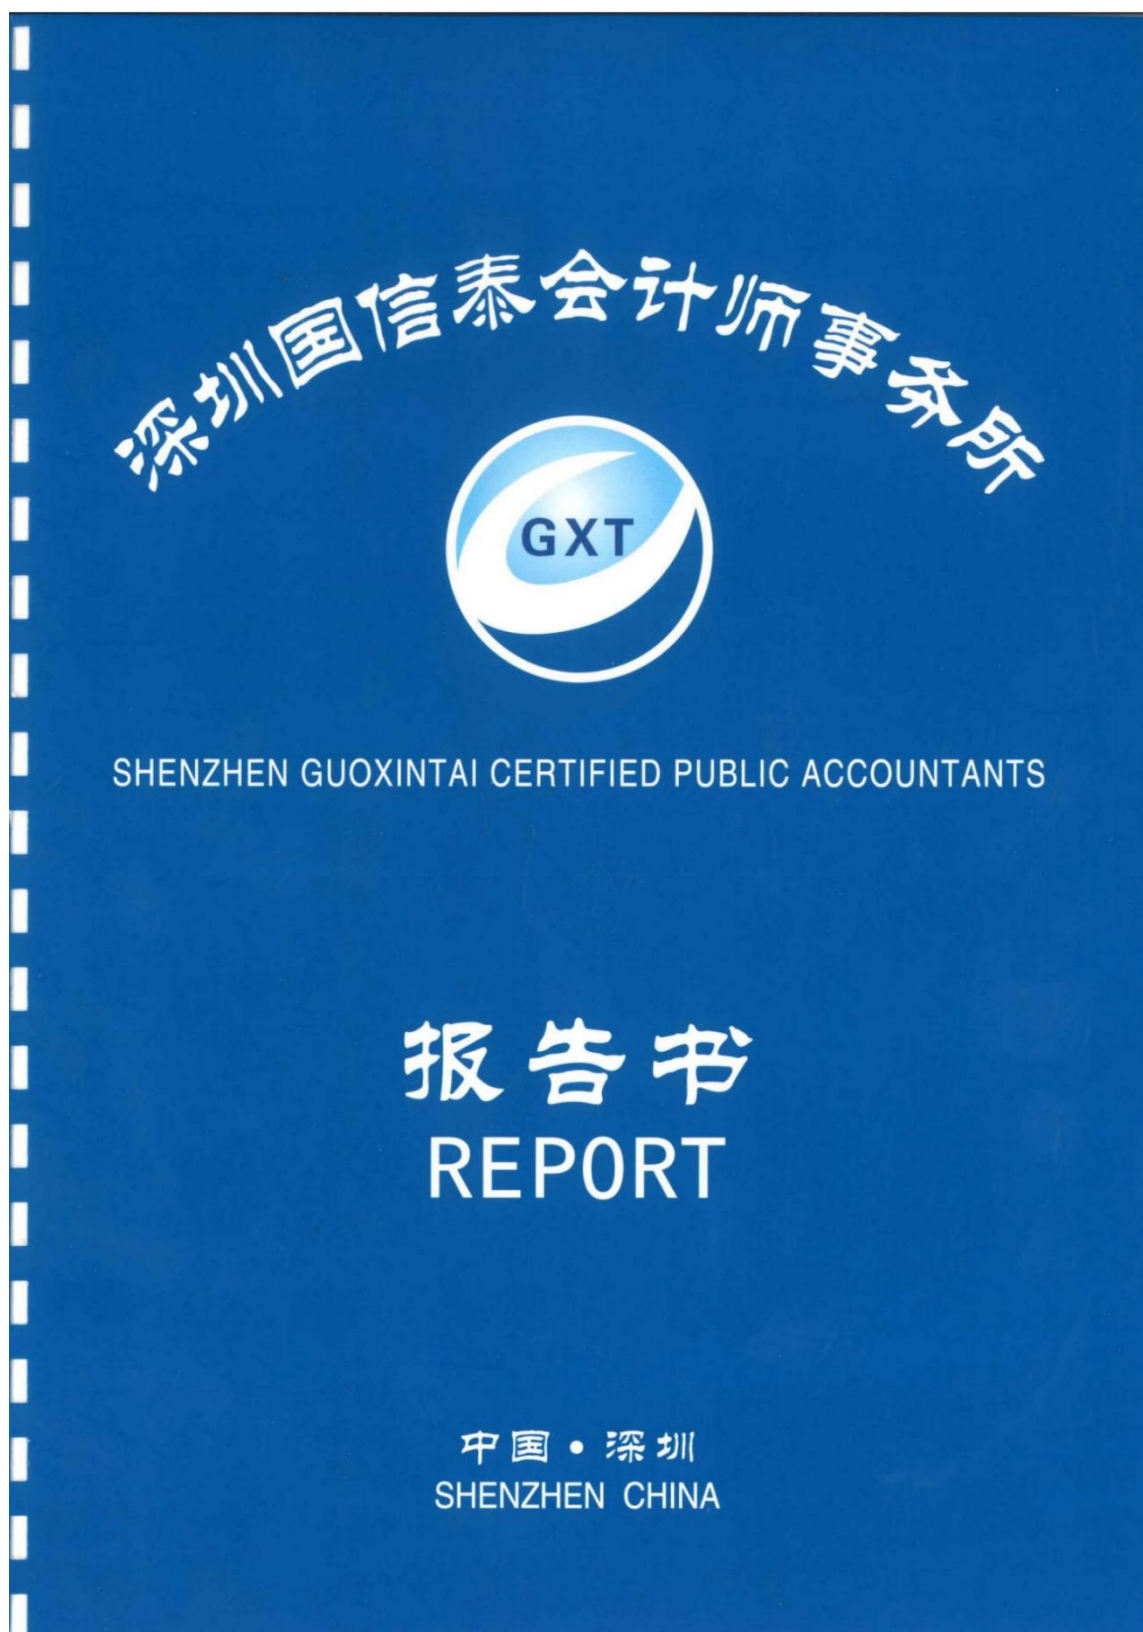 深圳国信泰会计师事务所
GXT
SHENZHEN GUOXINTAI CERTIFIED PUBLIC ACCOUNTANTS
报告书
REPORT
中国·深圳
SHENZHEN CHINA